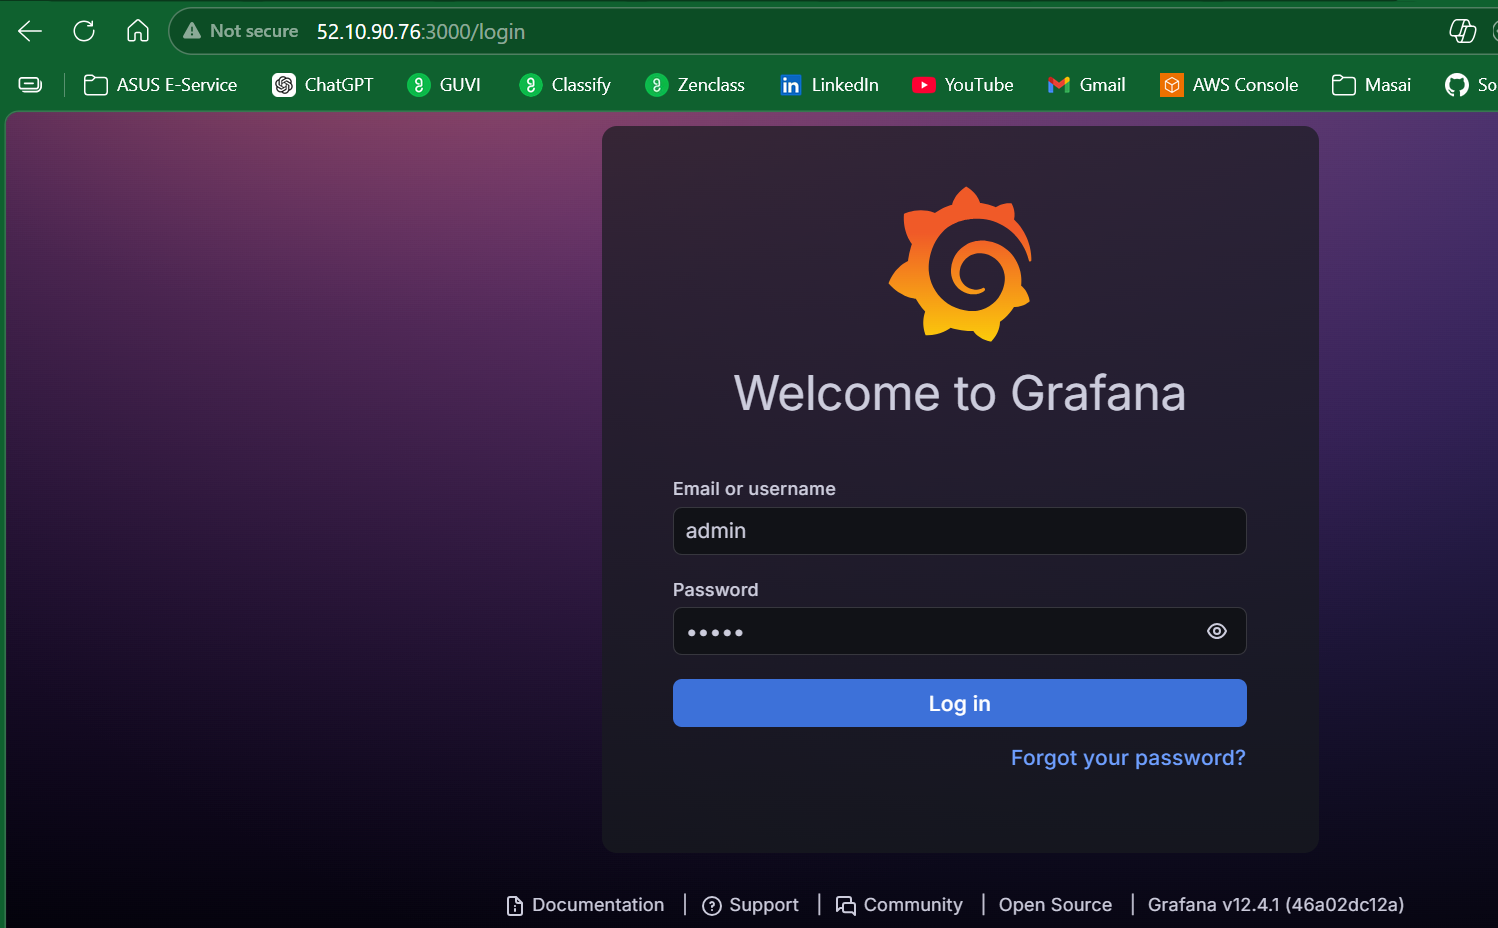 Not secure 52.10.90.76:3000/login
ASUS E-Service ChatGPT GUVI Classify Zenclass LinkedIn YouTube Gmail AWS Console Masai So
Welcome to Grafana
Email or username
admin
Password
•••••
Log in
Forgot your password?
Documentation | Support | Community | Open Source | Grafana v12.4.1 (46a02dc12a)